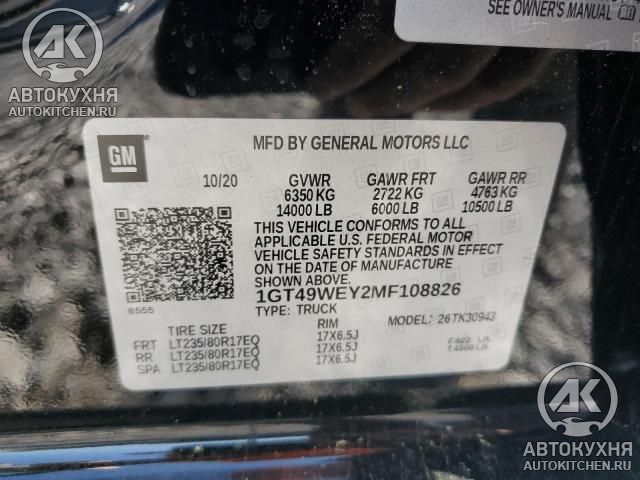 SEE OWNER'S MANUAL
АВТОКУХНЯ
AUTOKITCHEN.RU
GM
MFD BY GENERAL MOTORS LLC
10/20 GVWR GAWR FRT GAWR RR
6350 KG 2722 KG 4763 KG
14000 LB 6000 LB 10500 LB
THIS VEHICLE CONFORMS TO ALL
APPLICABLE U.S. FEDERAL MOTOR
VEHICLE SAFETY STANDARDS IN EFFECT
ON THE DATE OF MANUFACTURE
SHOWN ABOVE.
1GT49WEY2MF108826
8555 TYPE: TRUCK
TIRE SIZE RIM MODEL: 26TK30943
FRT LT235/80R17EQ 17X6.5J
RR LT235/80R17EQ 17X6.5J
SPA LT235/80R17EQ 17X6.5J
АВТОКУХНЯ
AUTOKITCHEN.RU